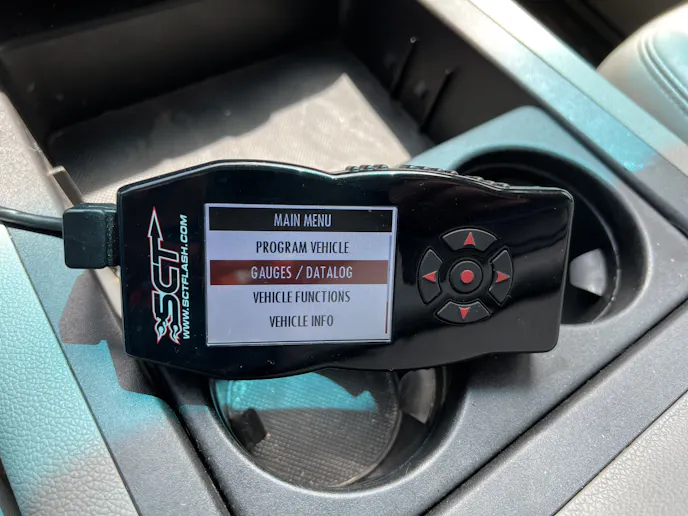 SCT
WWW.SCTFLASH.COM
MAIN MENU
PROGRAM VEHICLE
GAUGES / DATALOG
VEHICLE FUNCTIONS
VEHICLE INFO